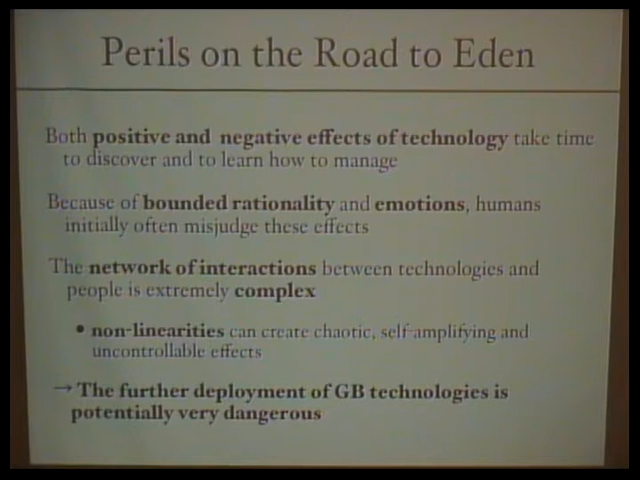 Perils on the Road to Eden
Both positive and negative effects of technology take time
to discover and to learn how to manage
Because of bounded rationality and emotions, humans
initially often misjudge these effects
The network of interactions between technologies and
people is extremely complex
• non-linearities can create chaotic, self-amplifying and
uncontrollable effects
→ The further deployment of GB technologies is
potentially very dangerous